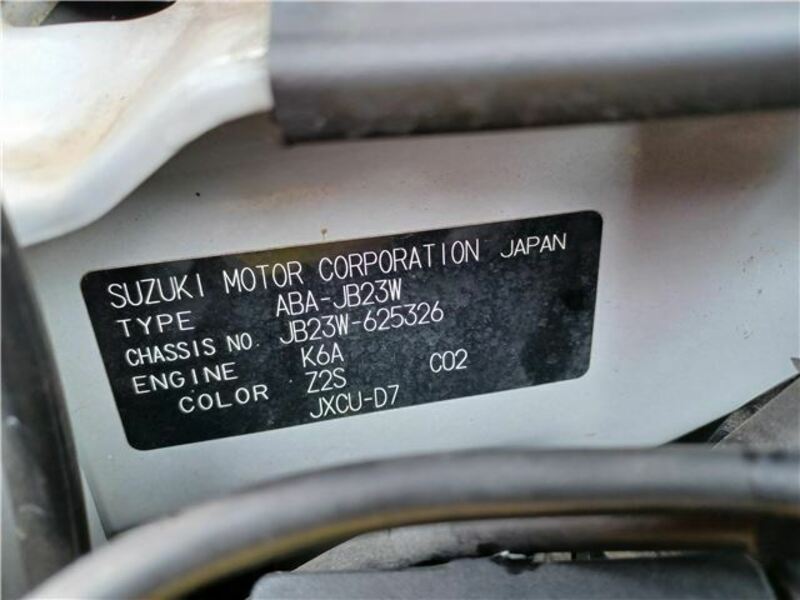 SUZUKI MOTOR CORPORATION JAPAN
TYPE ABA-JB23W
CHASSIS NO. JB23W-625326
ENGINE K6A
COLOR Z2S C02
JXCU-D7